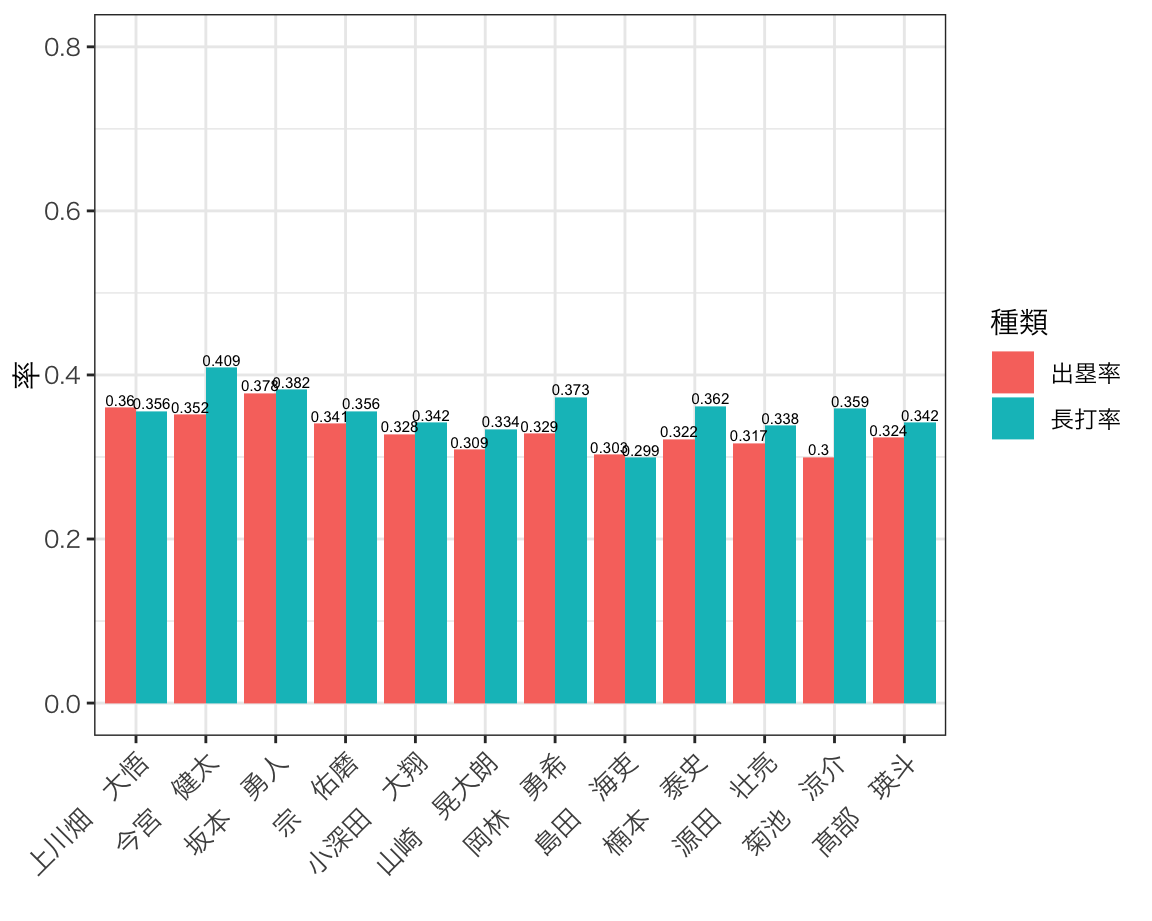 0.8
0.6
0.4
0.2
0.0
率
0.36
0.356
0.352
0.409
0.378
0.382
0.341
0.356
0.328
0.342
0.309
0.334
0.329
0.373
0.303
0.299
0.322
0.362
0.317
0.338
0.3
0.359
0.324
0.342
上川畑　大悟
今宮　健太
坂本　勇人
宗　佑磨
小深田　大翔
山崎　晃大朗
岡林　勇希
島田　海吏
楠本　泰史
源田　壮亮
菊池　涼介
髙部　瑛斗
種類
出塁率
長打率